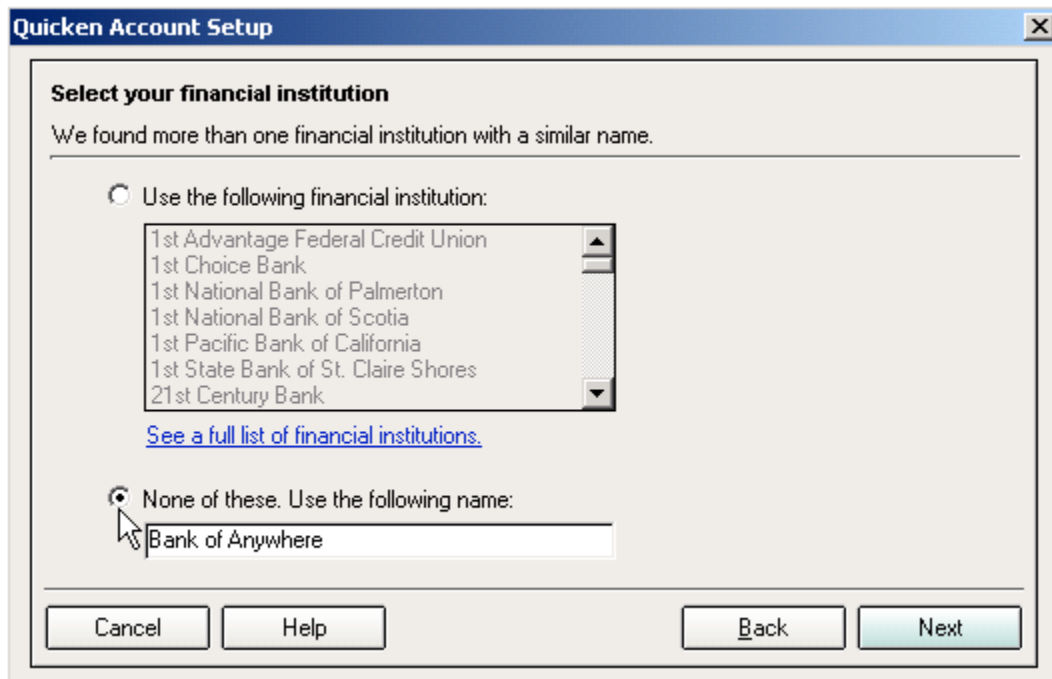 Quicken Account Setup
Select your financial institution
We found more than one financial institution with a similar name.
Use the following financial institution:
1st Advantage Federal Credit Union
1st Choice Bank
1st National Bank of Palmerton
1st National Bank of Scotia
1st Pacific Bank of California
1st State Bank of St. Claire Shores
21st Century Bank
See a full list of financial institutions.
None of these. Use the following name:
Bank of Anywhere
Cancel Help Back Next